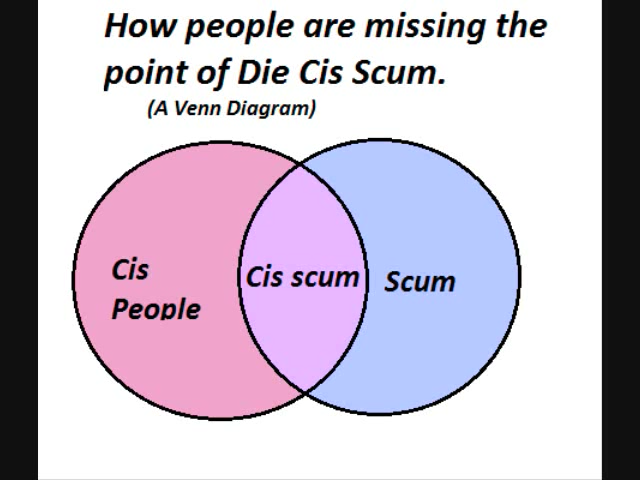 How people are missing the
point of Die Cis Scum.
(A Venn Diagram)
Cis
People
Cis scum
Scum